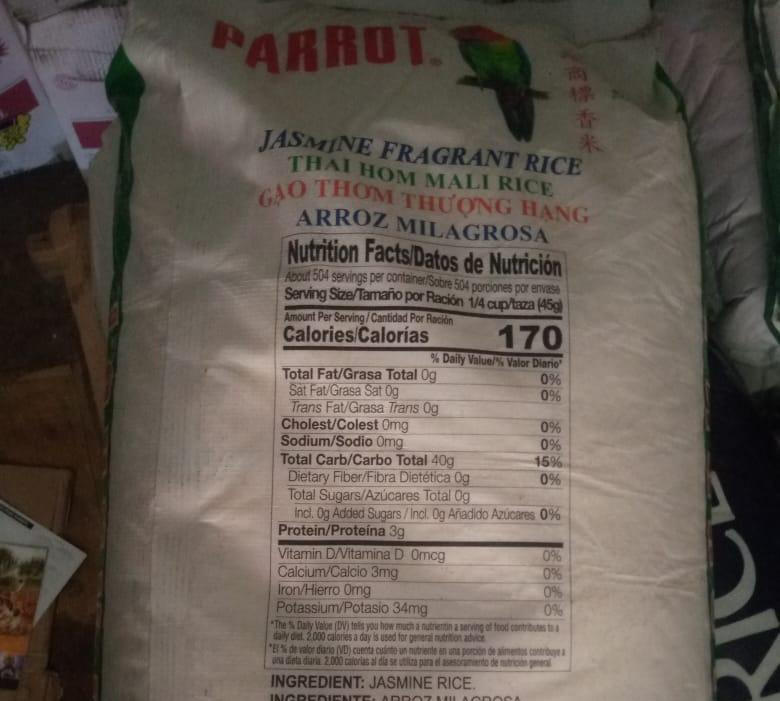 PARROT®
商標香米
JASMINE FRAGRANT RICE
THAI HOM MALI RICE
GẠO THƠM THƯỢNG HẠNG
ARROZ MILAGROSA
Nutrition Facts/Datos de Nutrición
About 504 servings per container/Sobre 504 porciones por envase
Serving Size/Tamaño por Ración 1/4 cup/taza (45g)
Amount Per Serving / Cantidad Por Ración
Calories/Calorías 170
% Daily Value/% Valor Diario*
Total Fat/Grasa Total 0g 0%
Sat Fat/Grasa Sat 0g 0%
Trans Fat/Grasa Trans 0g
Cholest/Colest 0mg 0%
Sodium/Sodio 0mg 0%
Total Carb/Carbo Total 40g 15%
Dietary Fiber/Fibra Dietética 0g 0%
Total Sugars/Azúcares Total 0g
Incl. 0g Added Sugars / Incl. 0g Añadido Azúcares 0%
Protein/Proteína 3g
Vitamin D/Vitamina D 0mcg 0%
Calcium/Calcio 3mg 0%
Iron/Hierro 0mg 0%
Potassium/Potasio 34mg 0%
*The % Daily Value (DV) tells you how much a nutrientin a serving of food contributes to a
daily diet. 2,000 calories a day is used for general nutrition advice.
*El % de valor diario (VD) cuenta cuánto un nutriente en una porción de alimentos contribuye a
una dieta diaria. 2,000 calorías al día se utiliza para el asesoramiento de nutrición general.
INGREDIENT: JASMINE RICE.
INGREDIENTE: ARROZ MILAGROSA
RICE